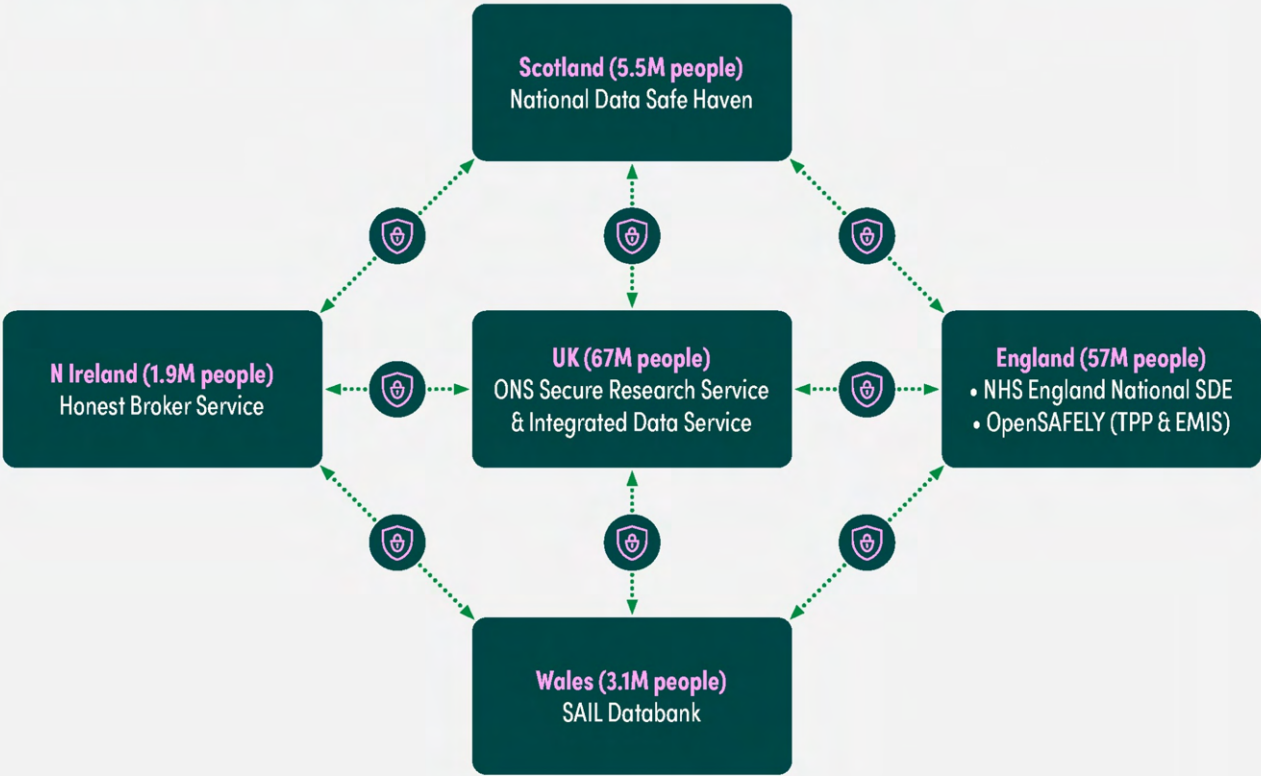 Scotland (5.5M people)
National Data Safe Haven
N Ireland (1.9M people)
Honest Broker Service
UK (67M people)
ONS Secure Research Service
& Integrated Data Service
England (57M people)
• NHS England National SDE
• OpenSAFELY (TPP & EMIS)
Wales (3.1M people)
SAIL Databank